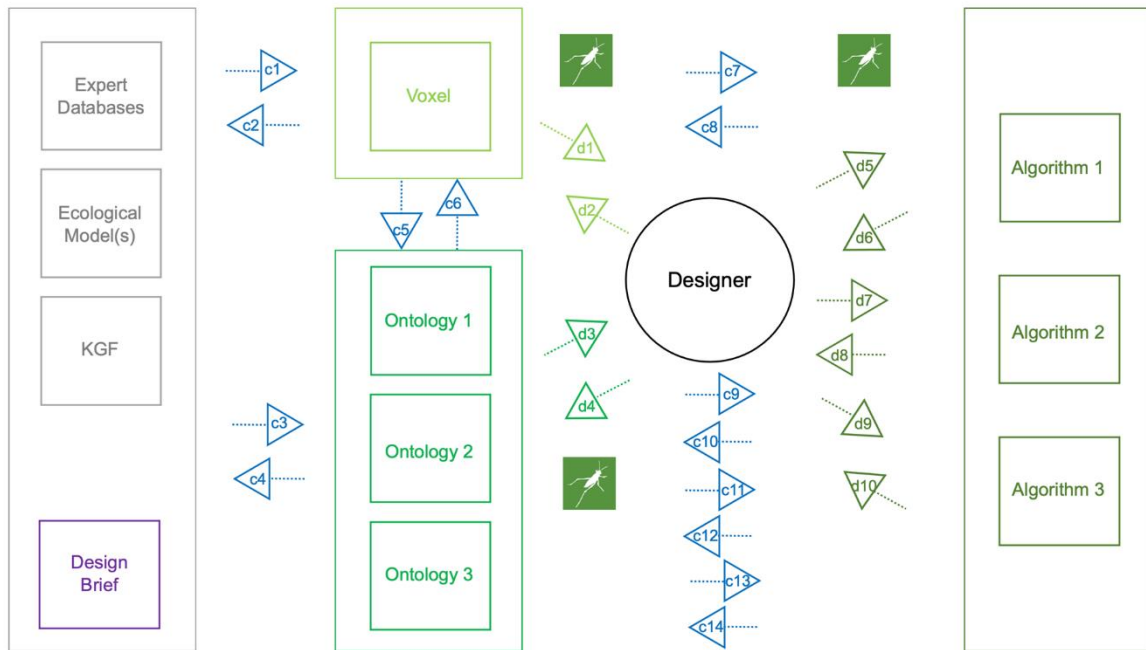 Expert
Databases
Ecological
Model(s)
KGF
Design
Brief
c1
c2
c3
c4
Voxel
c5
c6
Ontology 1
Ontology 2
Ontology 3
d1
d2
d3
d4
c7
c8
Designer
c9
c10
c11
c12
c13
c14
d5
d6
d7
d8
d9
d10
Algorithm 1
Algorithm 2
Algorithm 3